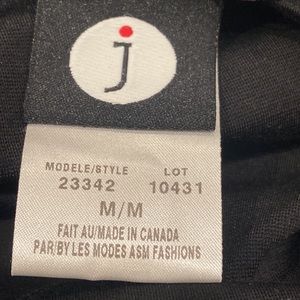 j
MODELE/STYLE LOT
23342 10431
M/M
FAIT AU/MADE IN CANADA
PAR/BY LES MODES ASM FASHIONS